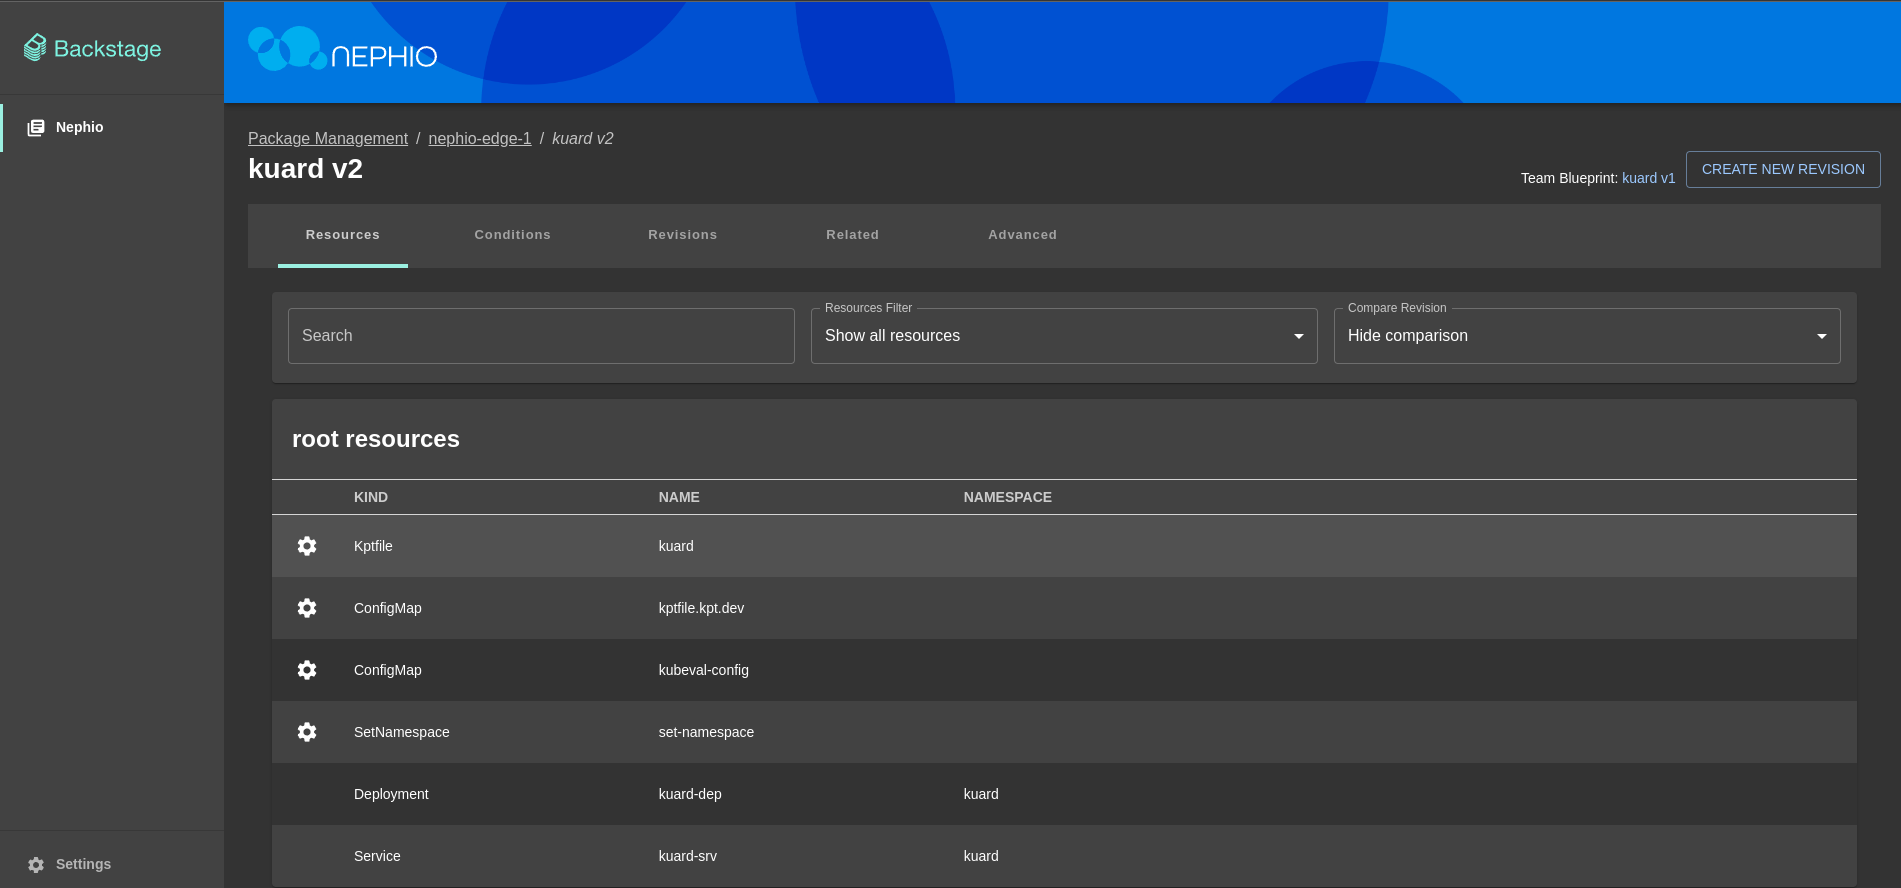 Backstage
NEPHIO
Nephio
Package Management / nephio-edge-1 / kuard v2
kuard v2
Team Blueprint: kuard v1
CREATE NEW REVISION
Resources
Conditions
Revisions
Related
Advanced
Search
Resources Filter
Show all resources
Compare Revision
Hide comparison
root resources
KIND NAME NAMESPACE
Kptfile kuard
ConfigMap kptfile.kpt.dev
ConfigMap kubeval-config
SetNamespace set-namespace
Deployment kuard-dep kuard
Service kuard-srv kuard
Settings